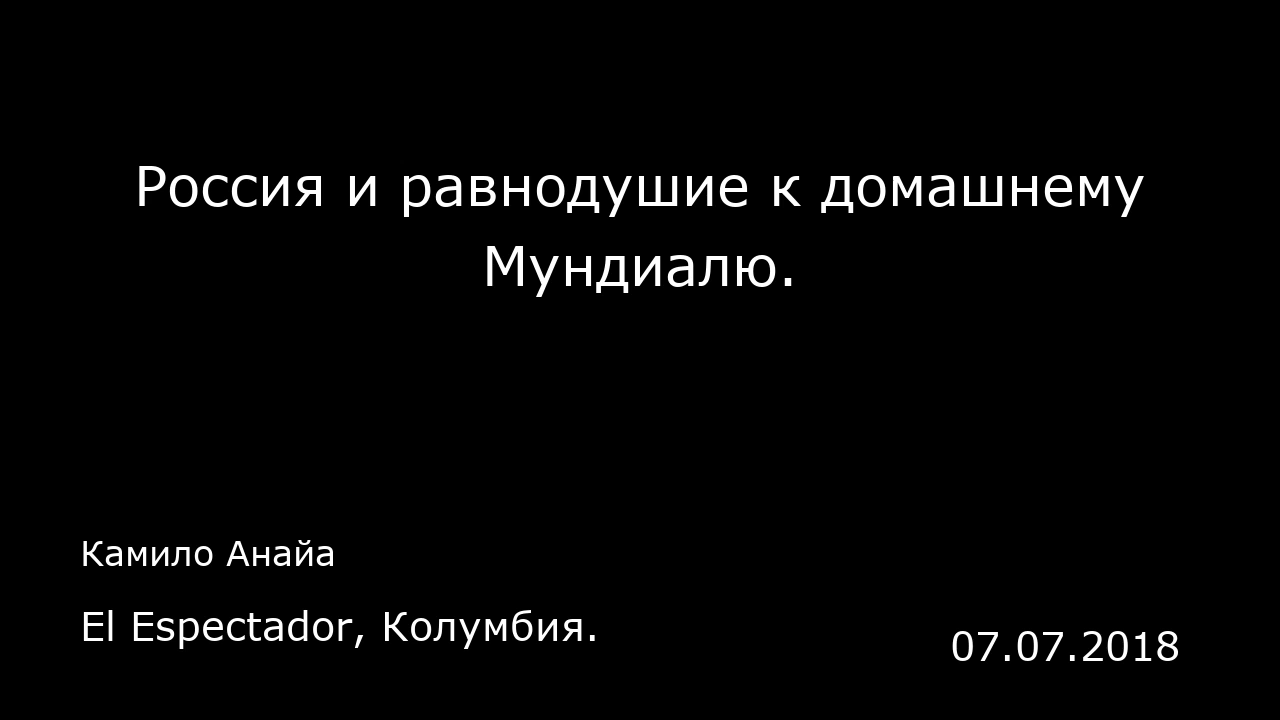 Россия и равнодушие к домашнему
Мундиалю.
Камило Анайа
El Espectador, Колумбия.
07.07.2018